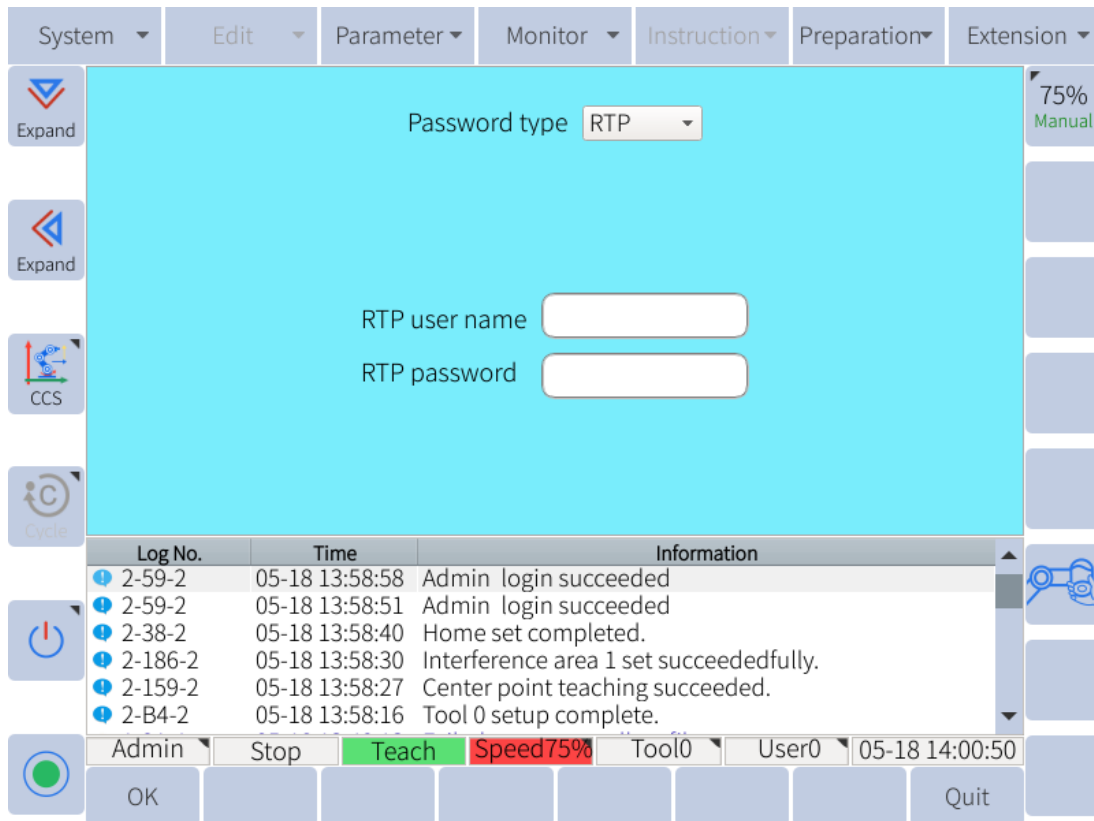 System Edit Parameter Monitor Instruction Preparation Extension
Expand
75%
Manual
Password type RTP
Expand
RTP user name
RTP password
CCS
Cycle
Log No. Time Information
2-59-2 05-18 13:58:58 Admin login succeeded
2-59-2 05-18 13:58:51 Admin login succeeded
2-38-2 05-18 13:58:40 Home set completed.
2-186-2 05-18 13:58:30 Interference area 1 set succeededfully.
2-159-2 05-18 13:58:27 Center point teaching succeeded.
2-B4-2 05-18 13:58:16 Tool 0 setup complete.
Admin Stop Teach Speed75% Tool0 User0 05-18 14:00:50
OK Quit